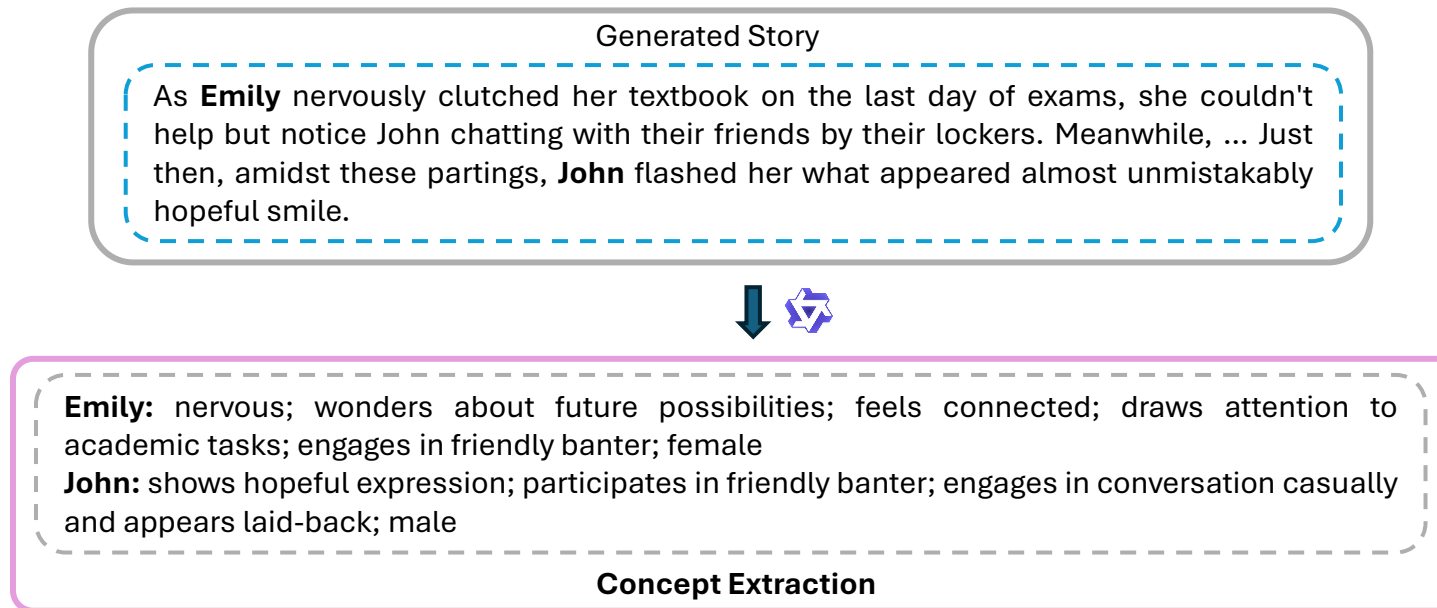 Generated Story
As Emily nervously clutched her textbook on the last day of exams, she couldn't
help but notice John chatting with their friends by their lockers. Meanwhile, ... Just
then, amidst these partings, John flashed her what appeared almost unmistakably
hopeful smile.
Emily: nervous; wonders about future possibilities; feels connected; draws attention to
academic tasks; engages in friendly banter; female
John: shows hopeful expression; participates in friendly banter; engages in conversation casually
and appears laid-back; male
Concept Extraction